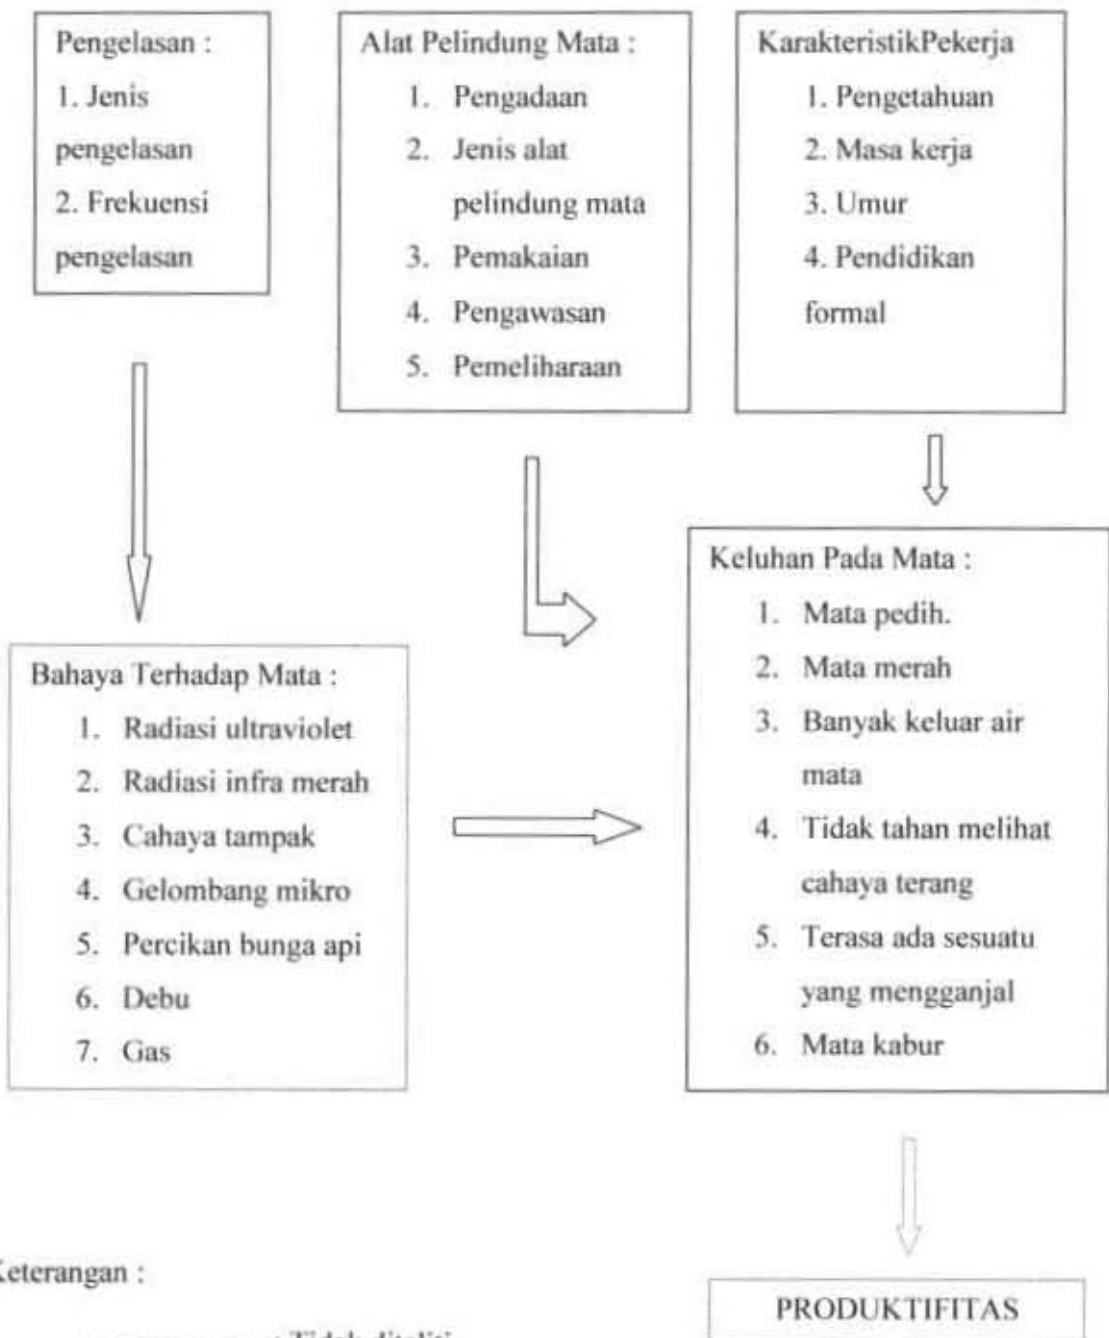 Pengelasan :
1. Jenis
pengelasan
2. Frekuensi
pengelasan
Alat Pelindung Mata :
1. Pengadaan
2. Jenis alat
pelindung mata
3. Pemakaian
4. Pengawasan
5. Pemeliharaan
KarakteristikPekerja
1. Pengetahuan
2. Masa kerja
3. Umur
4. Pendidikan
formal
Bahaya Terhadap Mata :
1. Radiasi ultraviolet
2. Radiasi infra merah
3. Cahaya tampak
4. Gelombang mikro
5. Percikan bunga api
6. Debu
7. Gas
Keluhan Pada Mata :
1. Mata pedih.
2. Mata merah
3. Banyak keluar air
mata
4. Tidak tahan melihat
cahaya terang
5. Terasa ada sesuatu
yang mengganjal
6. Mata kabur
Keterangan :
: Tidak diteliti
PRODUKTIFITAS